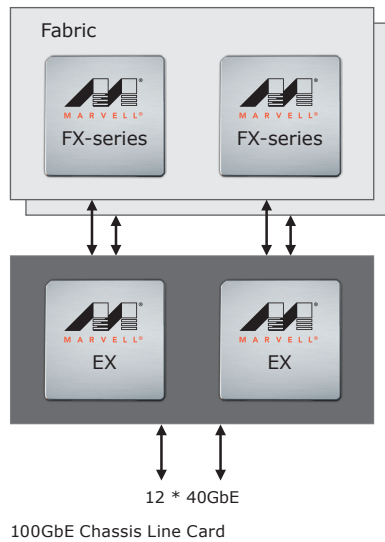 Fabric
MARVELL®
FX-series
MARVELL®
FX-series
MARVELL®
EX
MARVELL®
EX
12 * 40GbE
100GbE Chassis Line Card